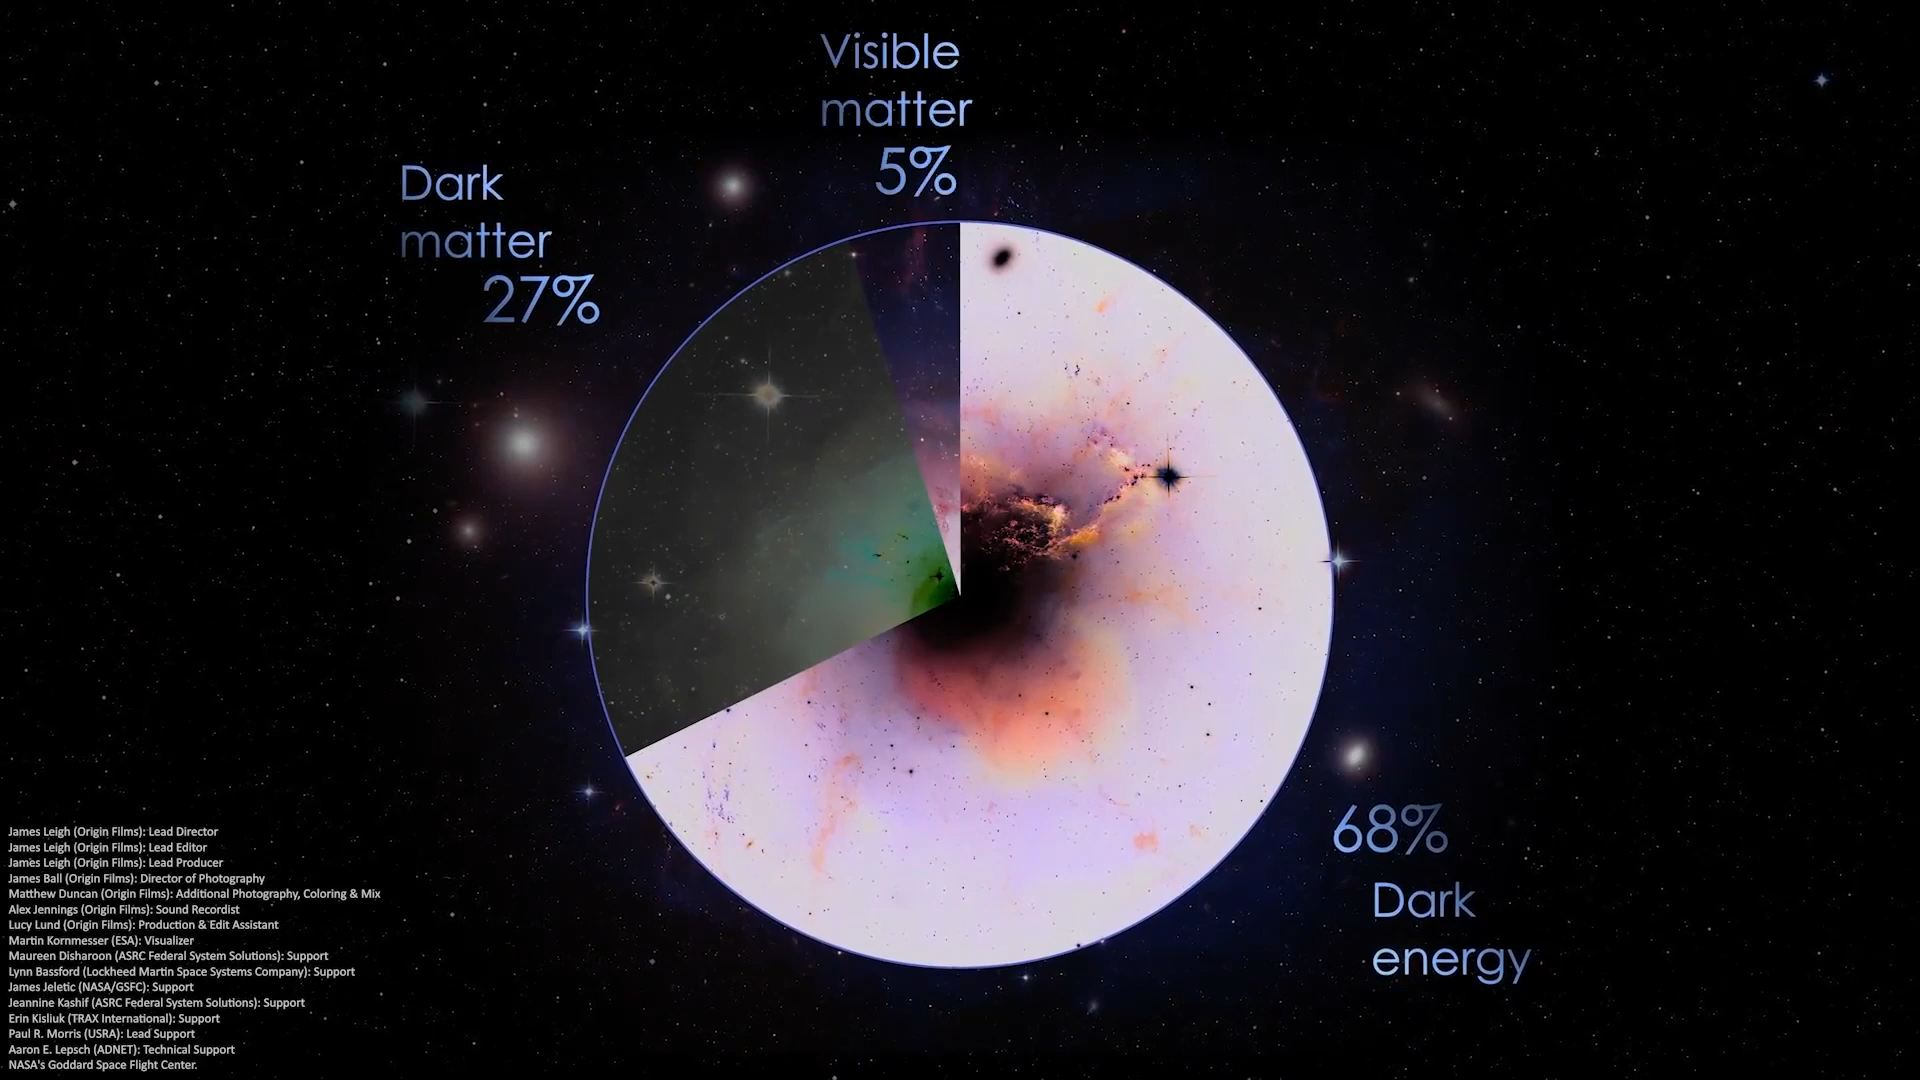 Visible
matter
5%
Dark
matter
27%
68%
Dark
energy
James Leigh (Origin Films): Lead Director
James Leigh (Origin Films): Lead Editor
James Leigh (Origin Films): Lead Producer
James Ball (Origin Films): Director of Photography
Matthew Duncan (Origin Films): Additional Photography, Coloring & Mix
Alex Jennings (Origin Films): Sound Recordist
Lucy Lund (Origin Films): Production & Edit Assistant
Martin Kornmesser (ESA): Visualizer
Maureen Disharoon (ASRC Federal System Solutions): Support
Lynn Bassford (Lockheed Martin Space Systems Company): Support
James Jeletic (NASA/GSFC): Support
Jeannine Kashif (ASRC Federal System Solutions): Support
Erin Kisliuk (TRAX International): Support
Paul R. Morris (USRA): Lead Support
Aaron E. Lepsch (ADNET): Technical Support
NASA's Goddard Space Flight Center.